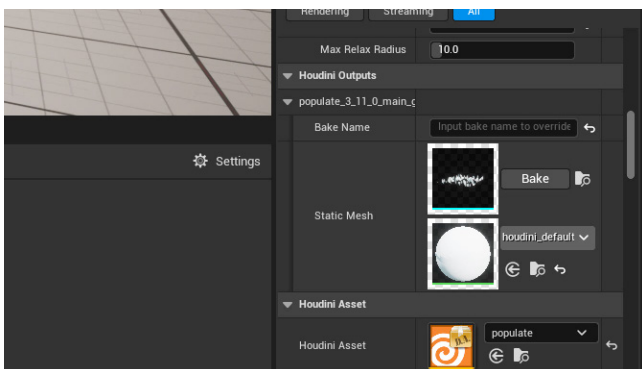 Rendering
Streaming
All
Max Relax Radius
10.0
Houdini Outputs
populate_3_11_0_main_g
Bake Name
Input bake name to override
Settings
Bake
Static Mesh
houdini_default
Houdini Asset
populate
Houdini Asset